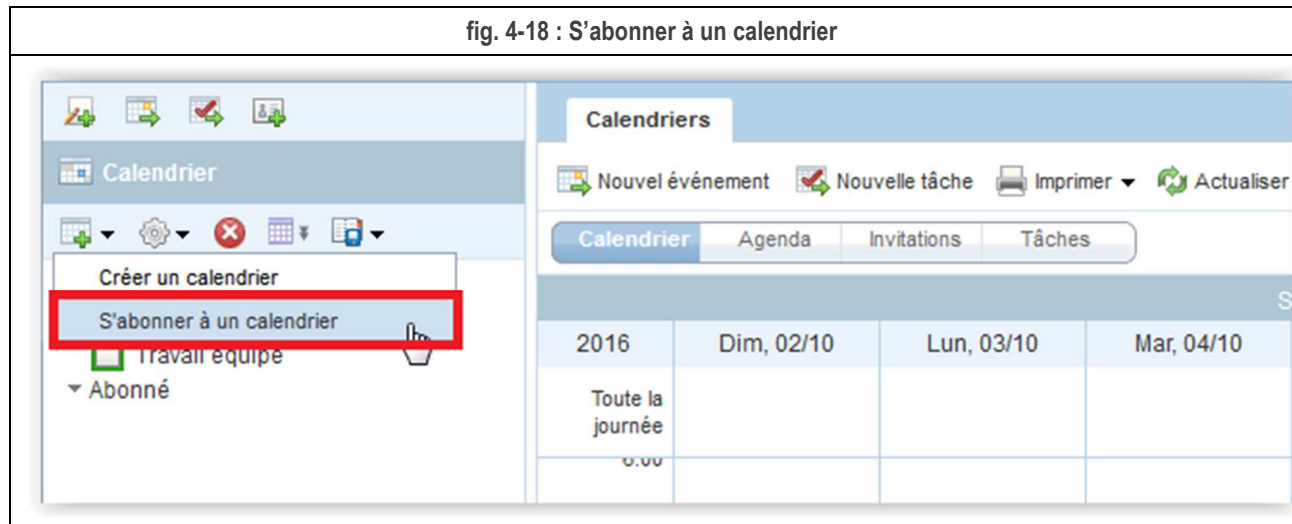 fig. 4-18 : S’abonner à un calendrier
Calendrier
Créer un calendrier
S'abonner à un calendrier
Travail équipe
Abonné
Calendriers
Nouvel événement Nouvelle tâche Imprimer Actualiser
Calendrier Agenda Invitations Tâches
S
2016 Dim, 02/10 Lun, 03/10 Mar, 04/10
Toute la
journée